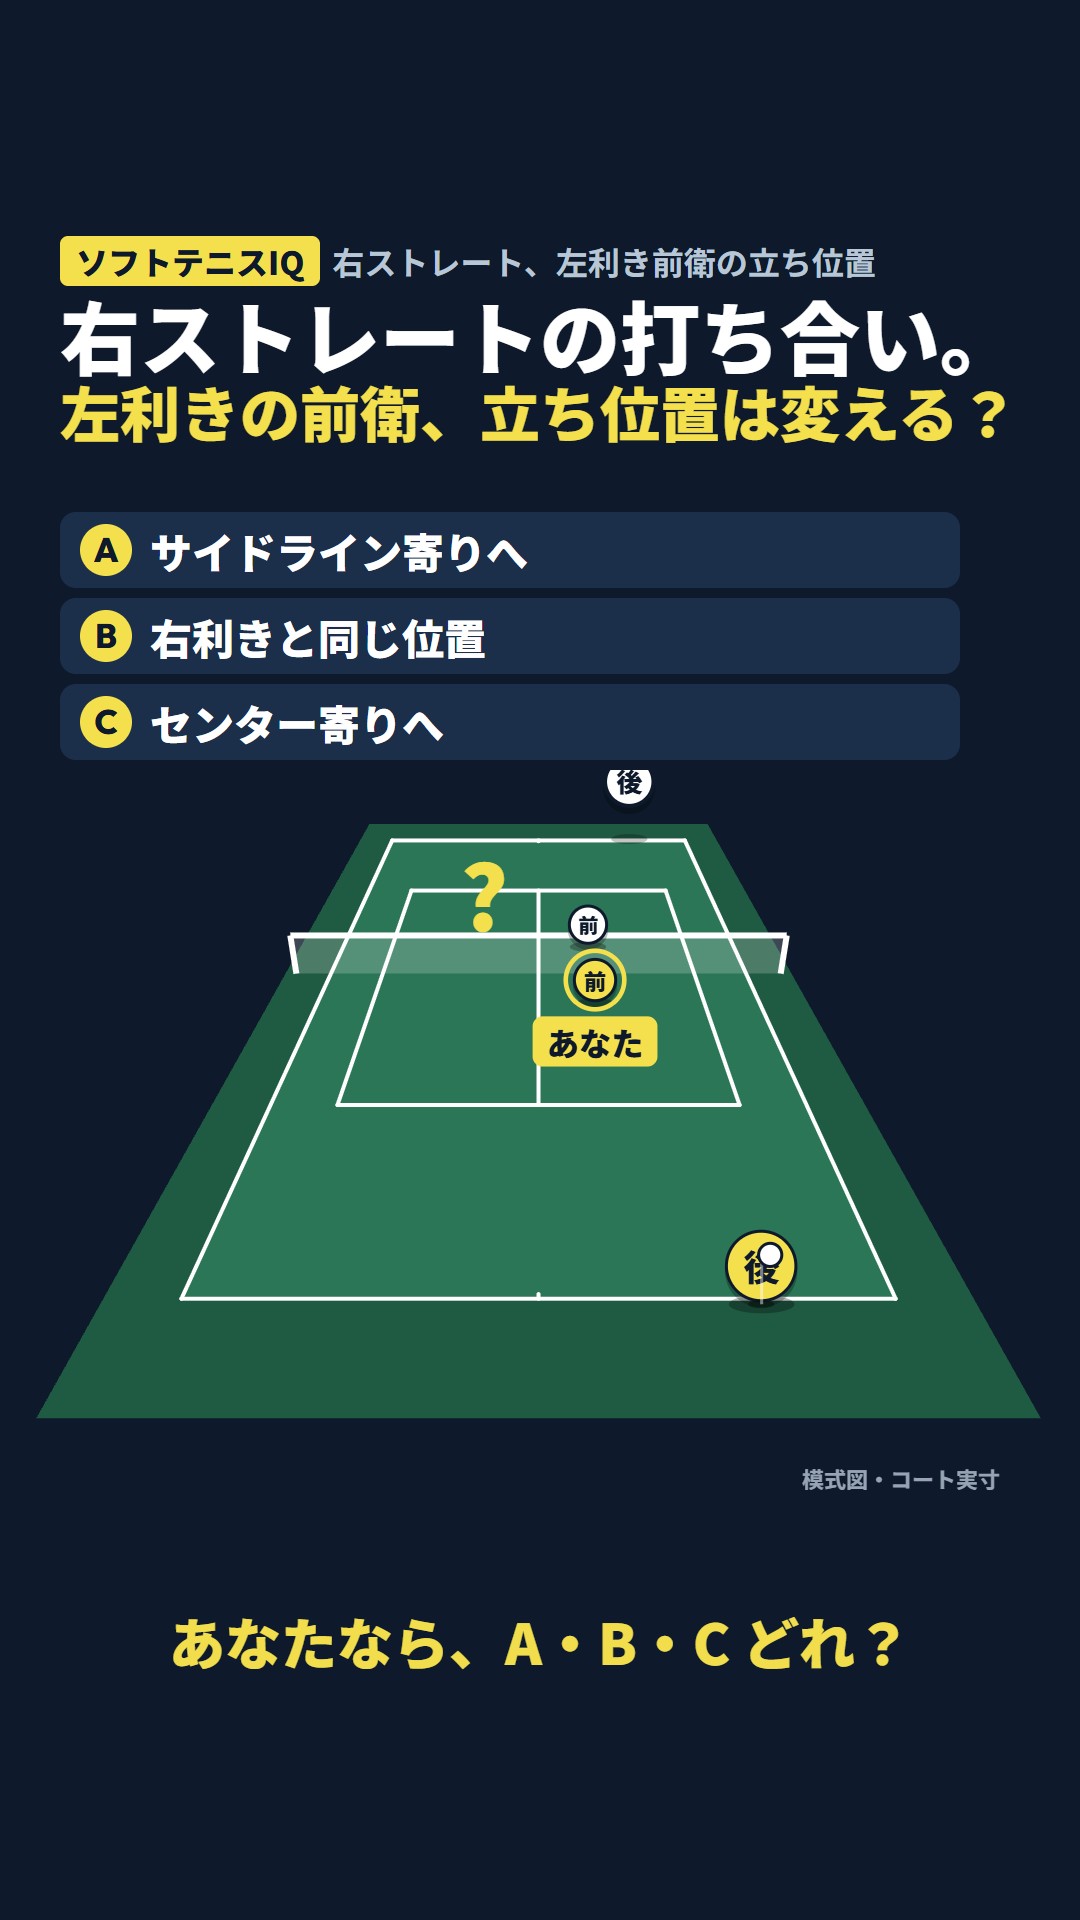 ソフトテニスIQ 右ストレート、左利き前衛の立ち位置
右ストレートの打ち合い。
左利きの前衛、立ち位置は変える？
A サイドライン寄りへ
B 右利きと同じ位置
C センター寄りへ
後
?
前
前
あなた
後
模式図・コート実寸
あなたなら、A・B・C どれ？